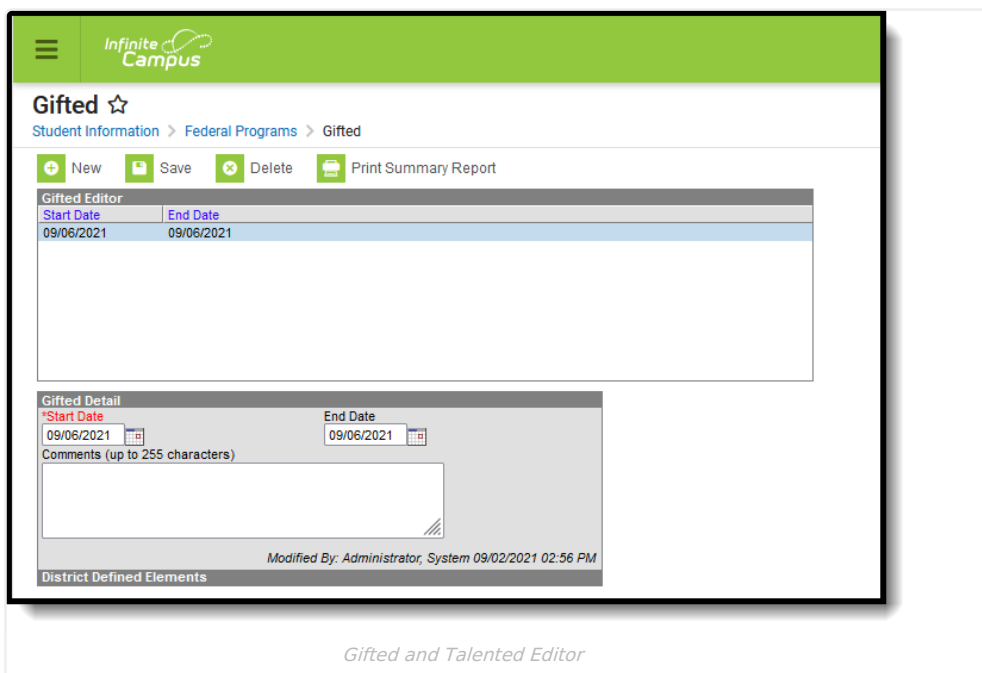 Infinite
Campus
Gifted
Student Information > Federal Programs > Gifted
New Save Delete Print Summary Report
Gifted Editor
Start Date End Date
09/06/2021 09/06/2021
Gifted Detail
*Start Date End Date
09/06/2021 09/06/2021
Comments (up to 255 characters)
Modified By: Administrator, System 09/02/2021 02:56 PM
District Defined Elements
Gifted and Talented Editor